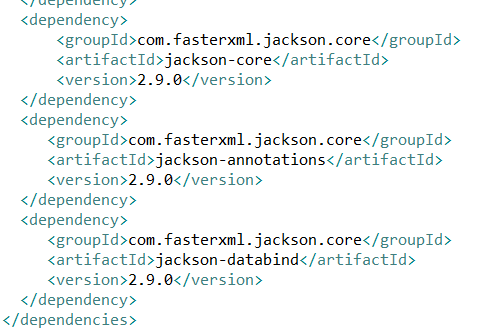 </dependency>
<dependency>
<groupId>com.fasterxml.jackson.core</groupId>
<artifactId>jackson-core</artifactId>
<version>2.9.0</version>
</dependency>
<dependency>
<groupId>com.fasterxml.jackson.core</groupId>
<artifactId>jackson-annotations</artifactId>
<version>2.9.0</version>
</dependency>
<dependency>
<groupId>com.fasterxml.jackson.core</groupId>
<artifactId>jackson-databind</artifactId>
<version>2.9.0</version>
</dependency>
</dependencies>